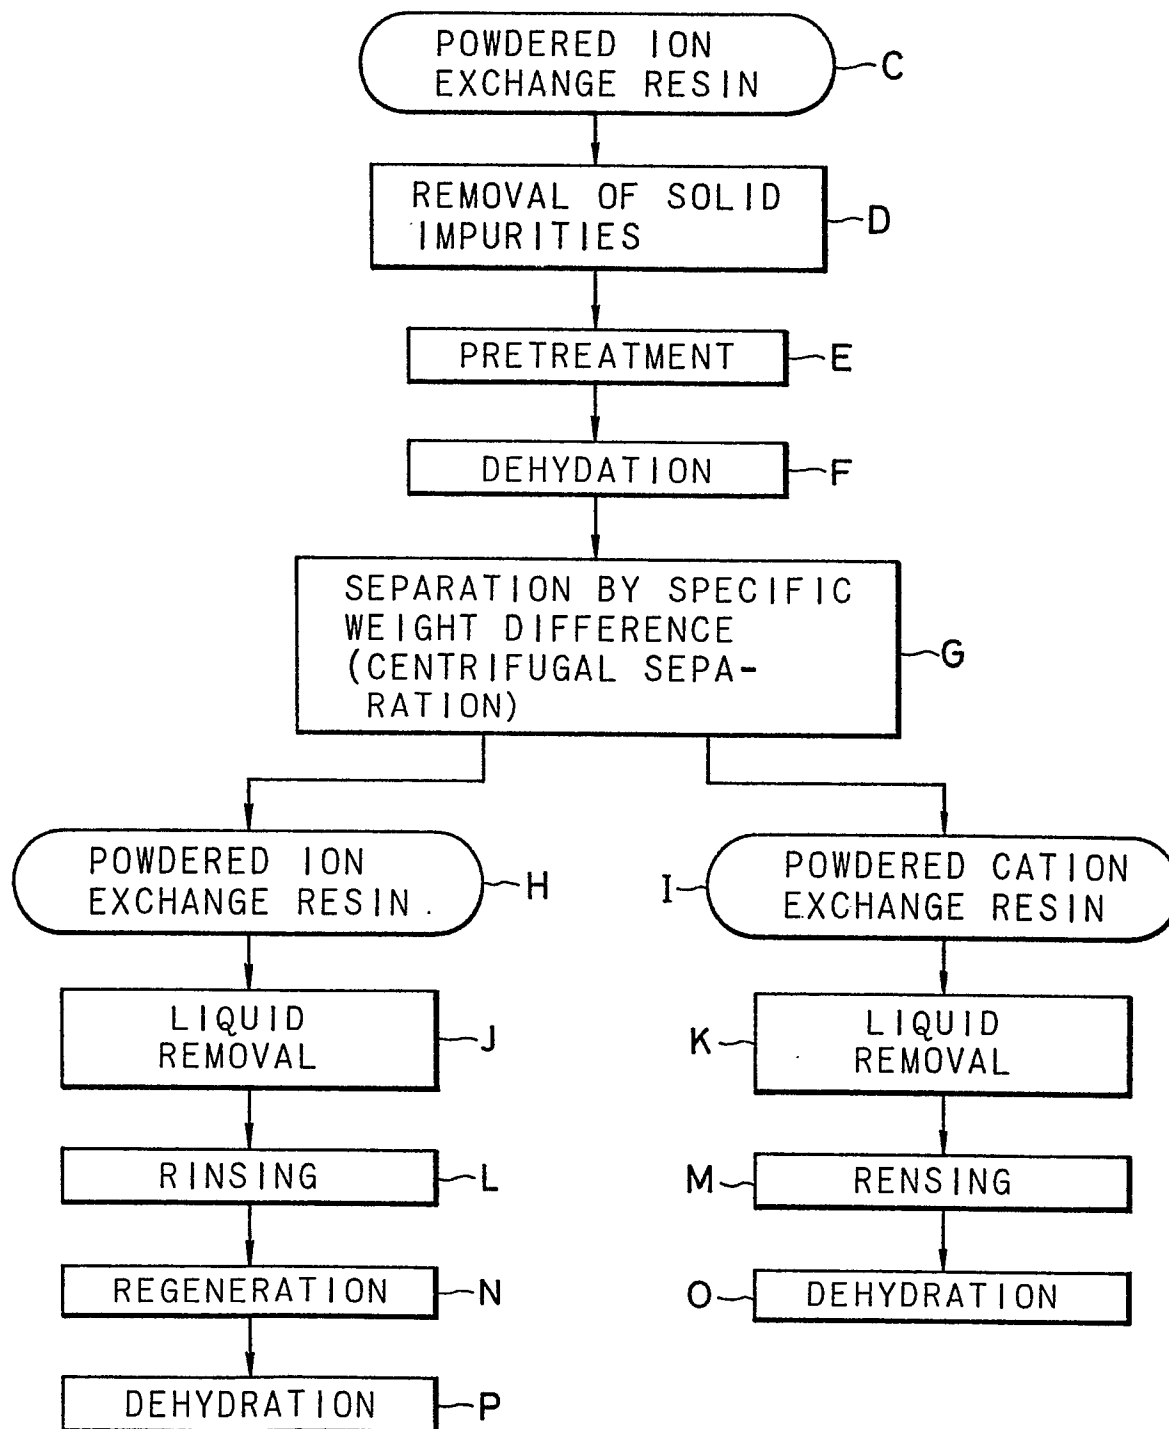 POWDERED ION
EXCHANGE RESIN
C
REMOVAL OF SOLID
IMPURITIES
D
PRETREATMENT
E
DEHYDATION
F
SEPARATION BY SPECIFIC
WEIGHT DIFFERENCE
(CENTRIFUGAL SEPA-
RATION)
G
POWDERED ION
EXCHANGE RESIN
H
I
POWDERED CATION
EXCHANGE RESIN
LIQUID
REMOVAL
J
K
LIQUID
REMOVAL
RINSING
L
M
RENSING
REGENERATION
N
O
DEHYDRATION
DEHYDRATION
P